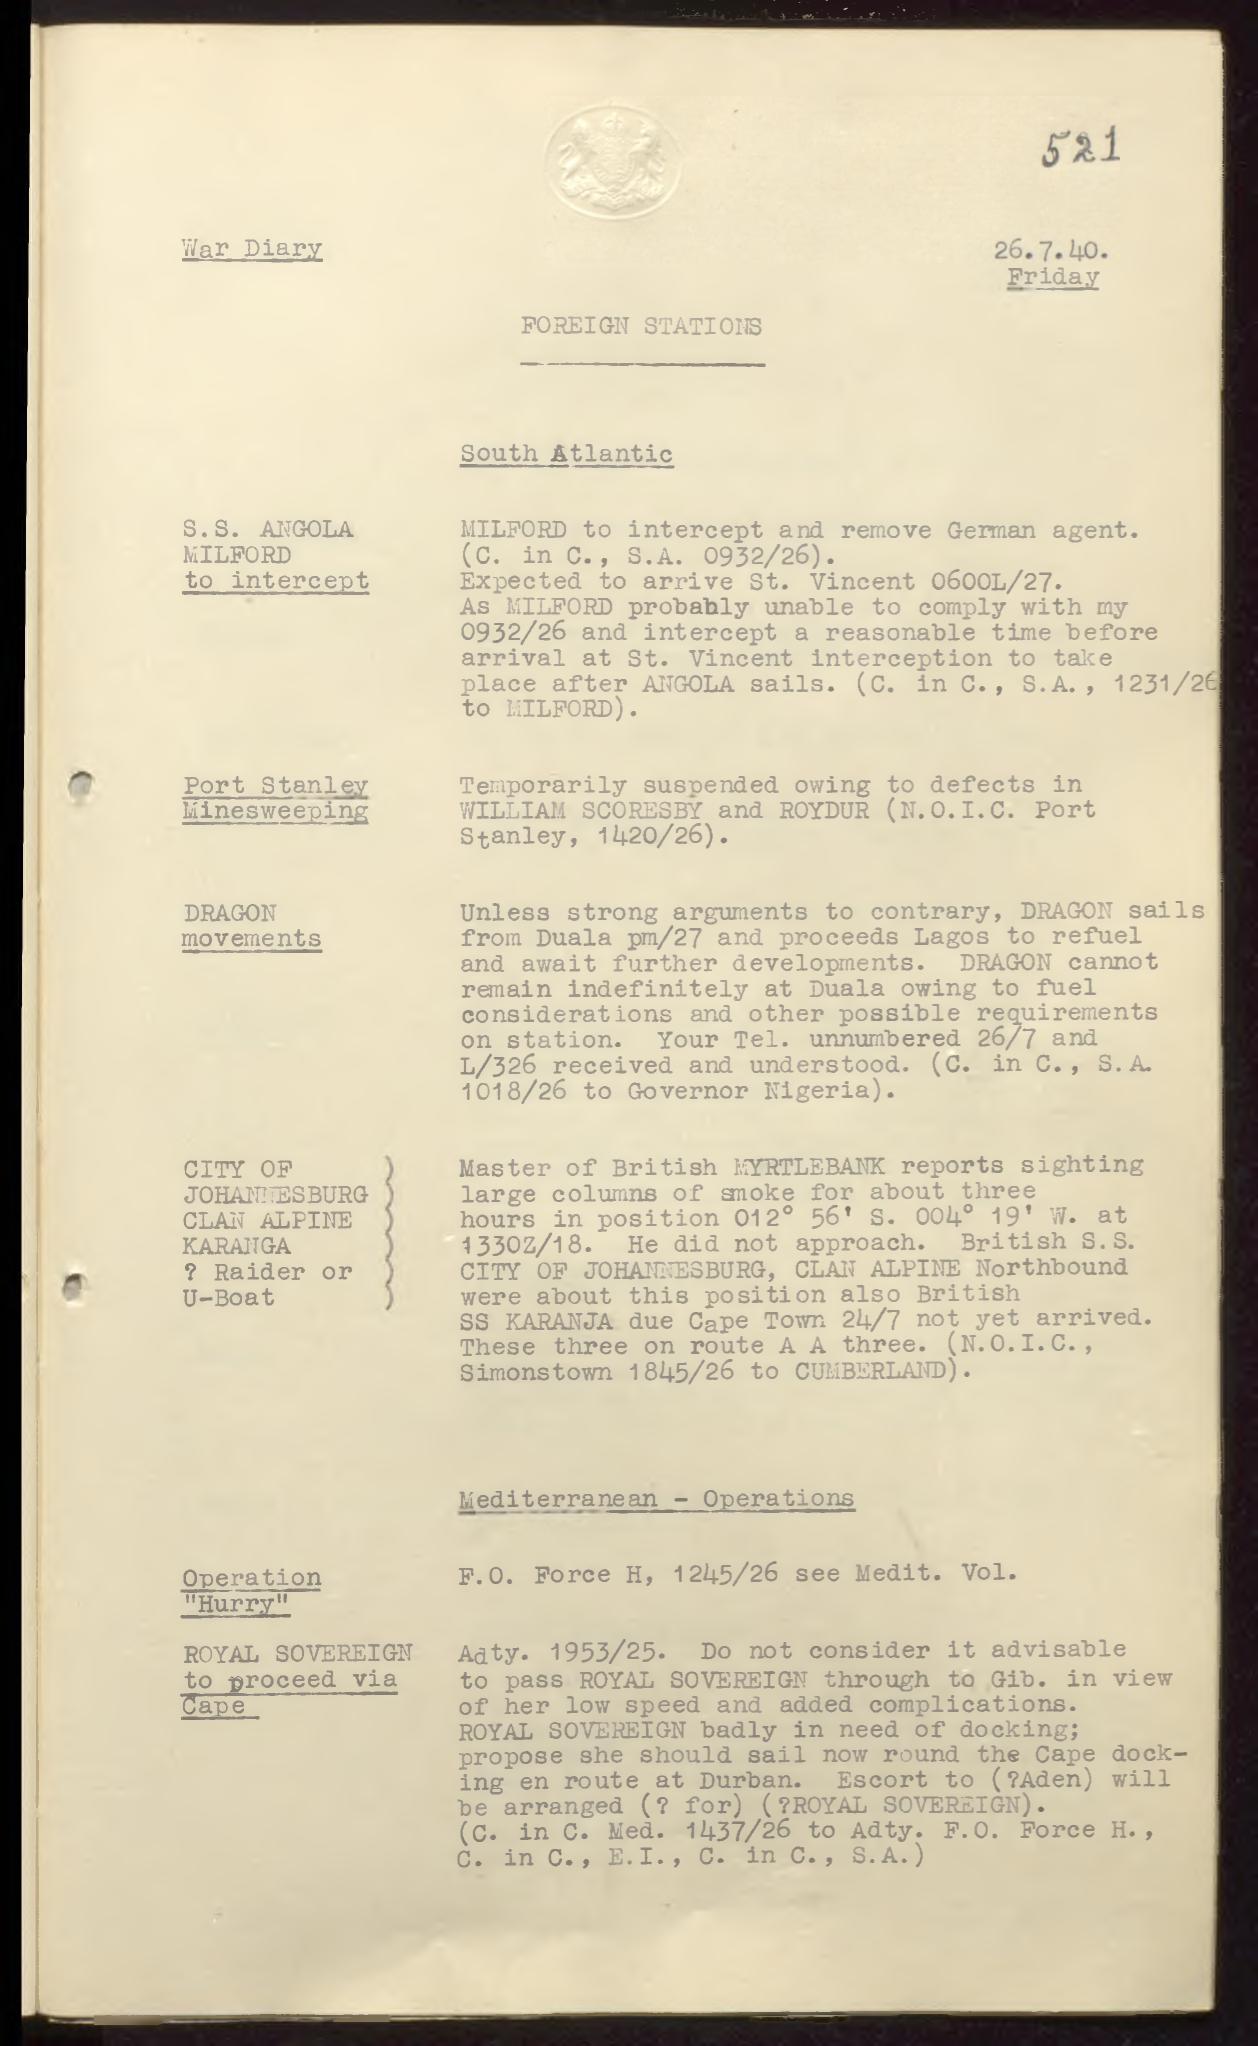 521
War Diary
26.7.40.
Friday
FOREIGN STATIONS
South Atlantic
S.S. ANGOLA
MILFORD
to intercept
MILFORD to intercept and remove German agent.
(C. in C., S.A. 0932/26).
Expected to arrive St. Vincent 0600L/27.
As MILFORD probably unable to comply with my
0932/26 and intercept a reasonable time before
arrival at St. Vincent interception to take
place after ANGOLA sails. (C. in C., S.A., 1231/26
to MILFORD).
Port Stanley
Minesweeping
Temporarily suspended owing to defects in
WILLIAM SCORESBY and ROYDUR (N.O.I.C. Port
Stanley, 1420/26).
DRAGON
movements
Unless strong arguments to contrary, DRAGON sails
from Duala pm/27 and proceeds Lagos to refuel
and await further developments. DRAGON cannot
remain indefinitely at Duala owing to fuel
considerations and other possible requirements
on station. Your Tel. unnumbered 26/7 and
L/326 received and understood. (C. in C., S.A.
1018/26 to Governor Nigeria).
CITY OF
JOHANNESBURG
CLAN ALPINE
KARANGA
? Raider or
U-Boat
Master of British MYRTLEBANK reports sighting
large columns of smoke for about three
hours in position 012° 56' S. 004° 19' W. at
1330Z/18. He did not approach. British S.S.
CITY OF JOHANNESBURG, CLAN ALPINE Northbound
were about this position also British
SS KARANJA due Cape Town 24/7 not yet arrived.
These three on route A A three. (N.O.I.C.,
Simonstown 1845/26 to CUMBERLAND).
Mediterranean - Operations
Operation
"Hurry"
F.O. Force H, 1245/26 see Medit. Vol.
ROYAL SOVEREIGN
to proceed via
Cape
Adty. 1953/25. Do not consider it advisable
to pass ROYAL SOVEREIGN through to Gib. in view
of her low speed and added complications.
ROYAL SOVEREIGN badly in need of docking;
propose she should sail now round the Cape dock-
ing en route at Durban. Escort to (?Aden) will
be arranged (? for) (?ROYAL SOVEREIGN).
(C. in C. Med. 1437/26 to Adty. F.O. Force H.,
C. in C., E.I., C. in C., S.A.)